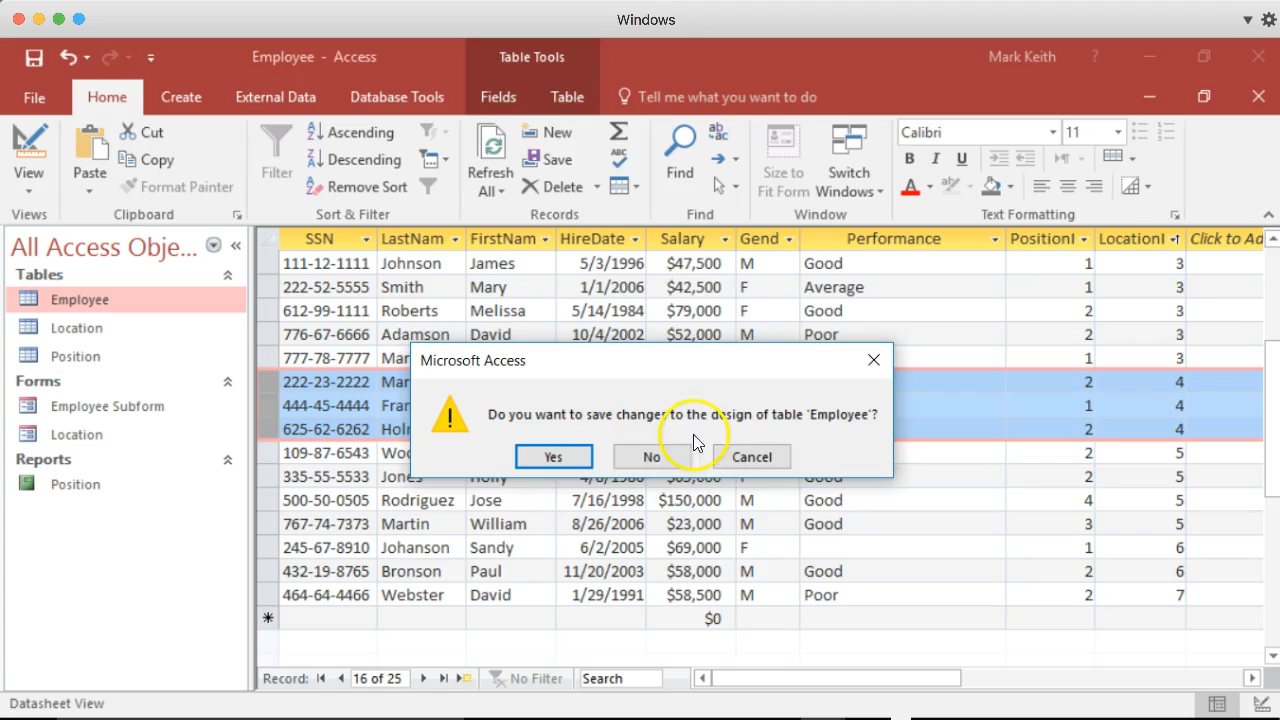 Windows
Employee - Access
Table Tools
Mark Keith
?
File Home Create External Data Database Tools Fields Table Tell me what you want to do
View
Views
Paste
Cut
Copy
Format Painter
Clipboard
Filter
Ascending
Descending
Remove Sort
Sort & Filter
Refresh
All
New
Save
Delete
Records
Find
Find
Size to
Fit Form
Switch
Windows
Window
Calibri 11
B I U
Text Formatting
All Access Obje...
Tables
Employee
Location
Position
Forms
Employee Subform
Location
Reports
Position
SSN LastNam FirstNam HireDate Salary Gend Performance PositionI LocationI Click to Ad
111-12-1111 Johnson James 5/3/1996 $47,500 M Good 1 3
222-52-5555 Smith Mary 1/1/2006 $42,500 F Average 1 3
612-99-1111 Roberts Melissa 5/14/1984 $79,000 F Good 2 3
776-67-6666 Adamson David 10/4/2002 $52,000 M Poor 2 3
777-78-7777 Mar 1 3
222-23-2222 Mar 2 4
444-45-4444 Fran 1 4
625-62-6262 Holm 2 4
109-87-6543 Woo 2 5
335-55-5533 Jones Holly 2 5
500-50-0505 Rodriguez Jose 7/16/1998 $150,000 M Good 4 5
767-74-7373 Martin William 8/26/2006 $23,000 M Good 3 5
245-67-8910 Johanson Sandy 6/2/2005 $69,000 F 1 6
432-19-8765 Bronson Paul 11/20/2003 $58,000 M Good 2 6
464-64-4466 Webster David 1/29/1991 $58,500 M Poor 2 7
$0
Microsoft Access
Do you want to save changes to the design of table 'Employee'?
Yes No Cancel
Record: 16 of 25 No Filter Search
Datasheet View